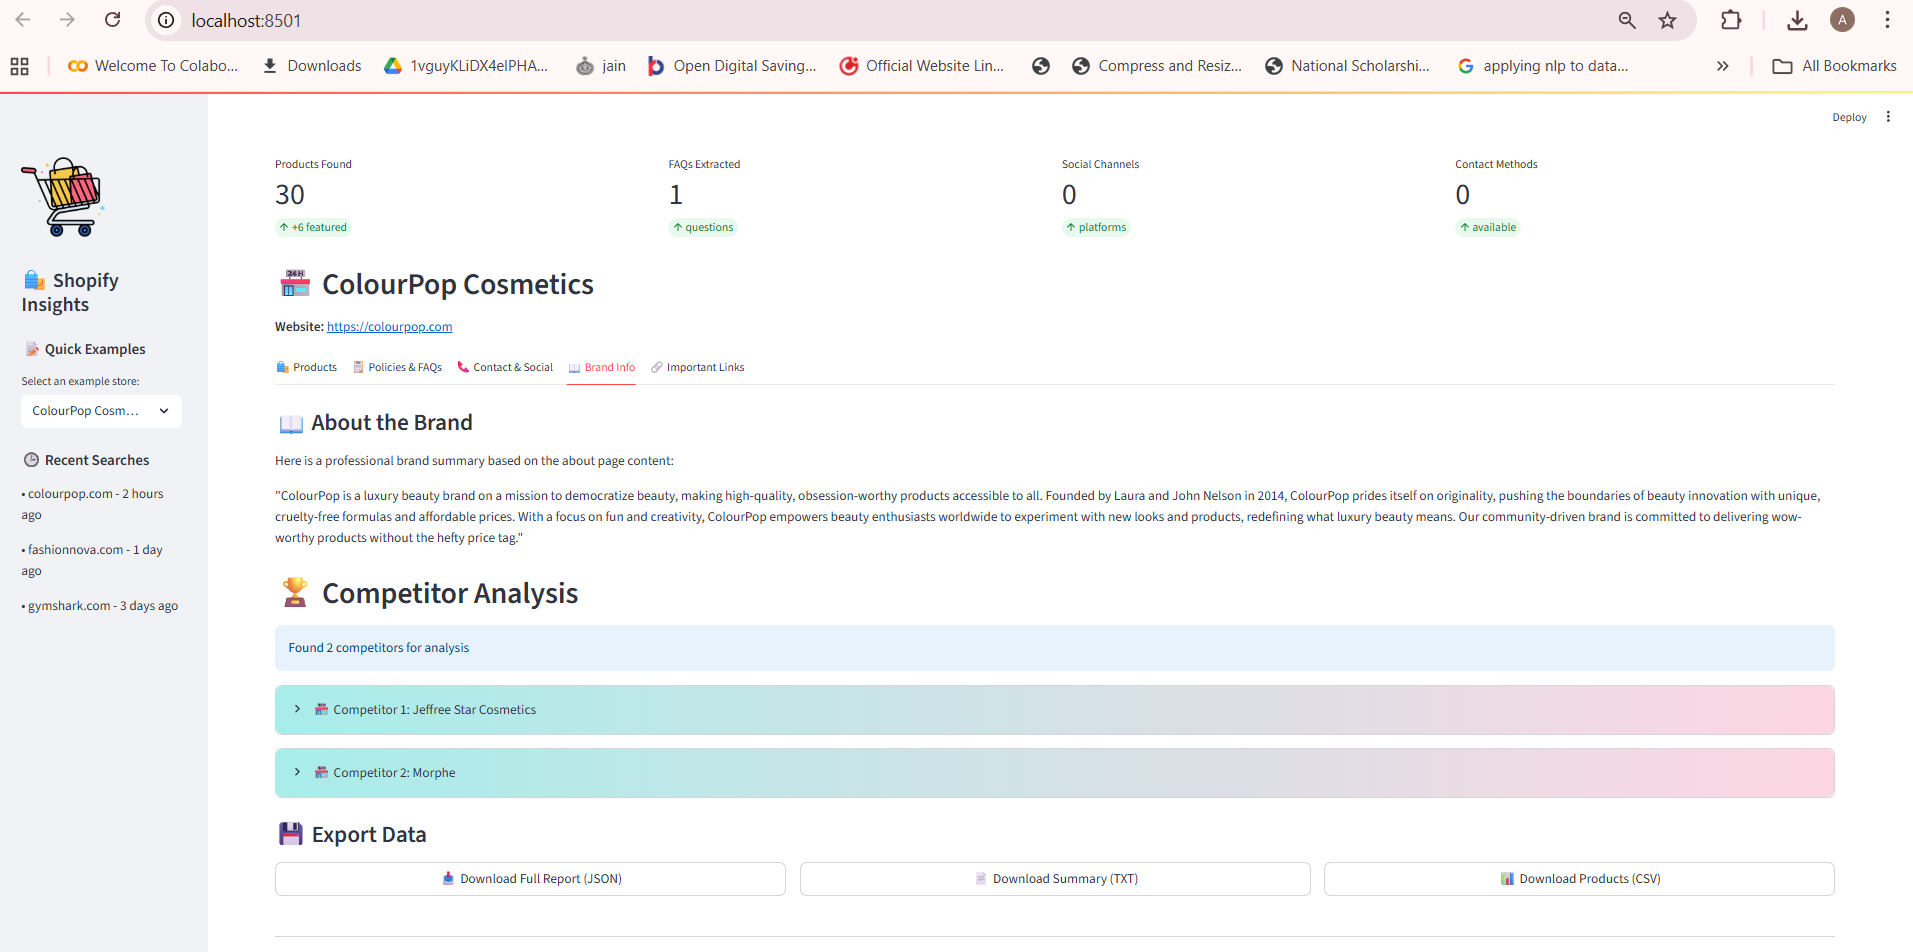 localhost:8501
A
Welcome To Colabo...
Downloads
1vguyKLiDX4elPHA...
jain
Open Digital Saving...
Official Website Lin...
Compress and Resiz...
National Scholarshi...
applying nlp to data...
All Bookmarks
Deploy
Shopify
Insights
Quick Examples
Select an example store:
ColourPop Cosm...
Recent Searches
• colourpop.com - 2 hours
ago
• fashionnova.com - 1 day
ago
• gymshark.com - 3 days ago
Products Found
30
↑ +6 featured
FAQs Extracted
1
↑ questions
Social Channels
0
↑ platforms
Contact Methods
0
↑ available
ColourPop Cosmetics
Website: https://colourpop.com
Products
Policies & FAQs
Contact & Social
Brand Info
Important Links
About the Brand
Here is a professional brand summary based on the about page content:
"ColourPop is a luxury beauty brand on a mission to democratize beauty, making high-quality, obsession-worthy products accessible to all. Founded by Laura and John Nelson in 2014, ColourPop prides itself on originality, pushing the boundaries of beauty innovation with unique,
cruelty-free formulas and affordable prices. With a focus on fun and creativity, ColourPop empowers beauty enthusiasts worldwide to experiment with new looks and products, redefining what luxury beauty means. Our community-driven brand is committed to delivering wow-
worthy products without the hefty price tag."
Competitor Analysis
Found 2 competitors for analysis
Competitor 1: Jeffree Star Cosmetics
Competitor 2: Morphe
Export Data
Download Full Report (JSON)
Download Summary (TXT)
Download Products (CSV)